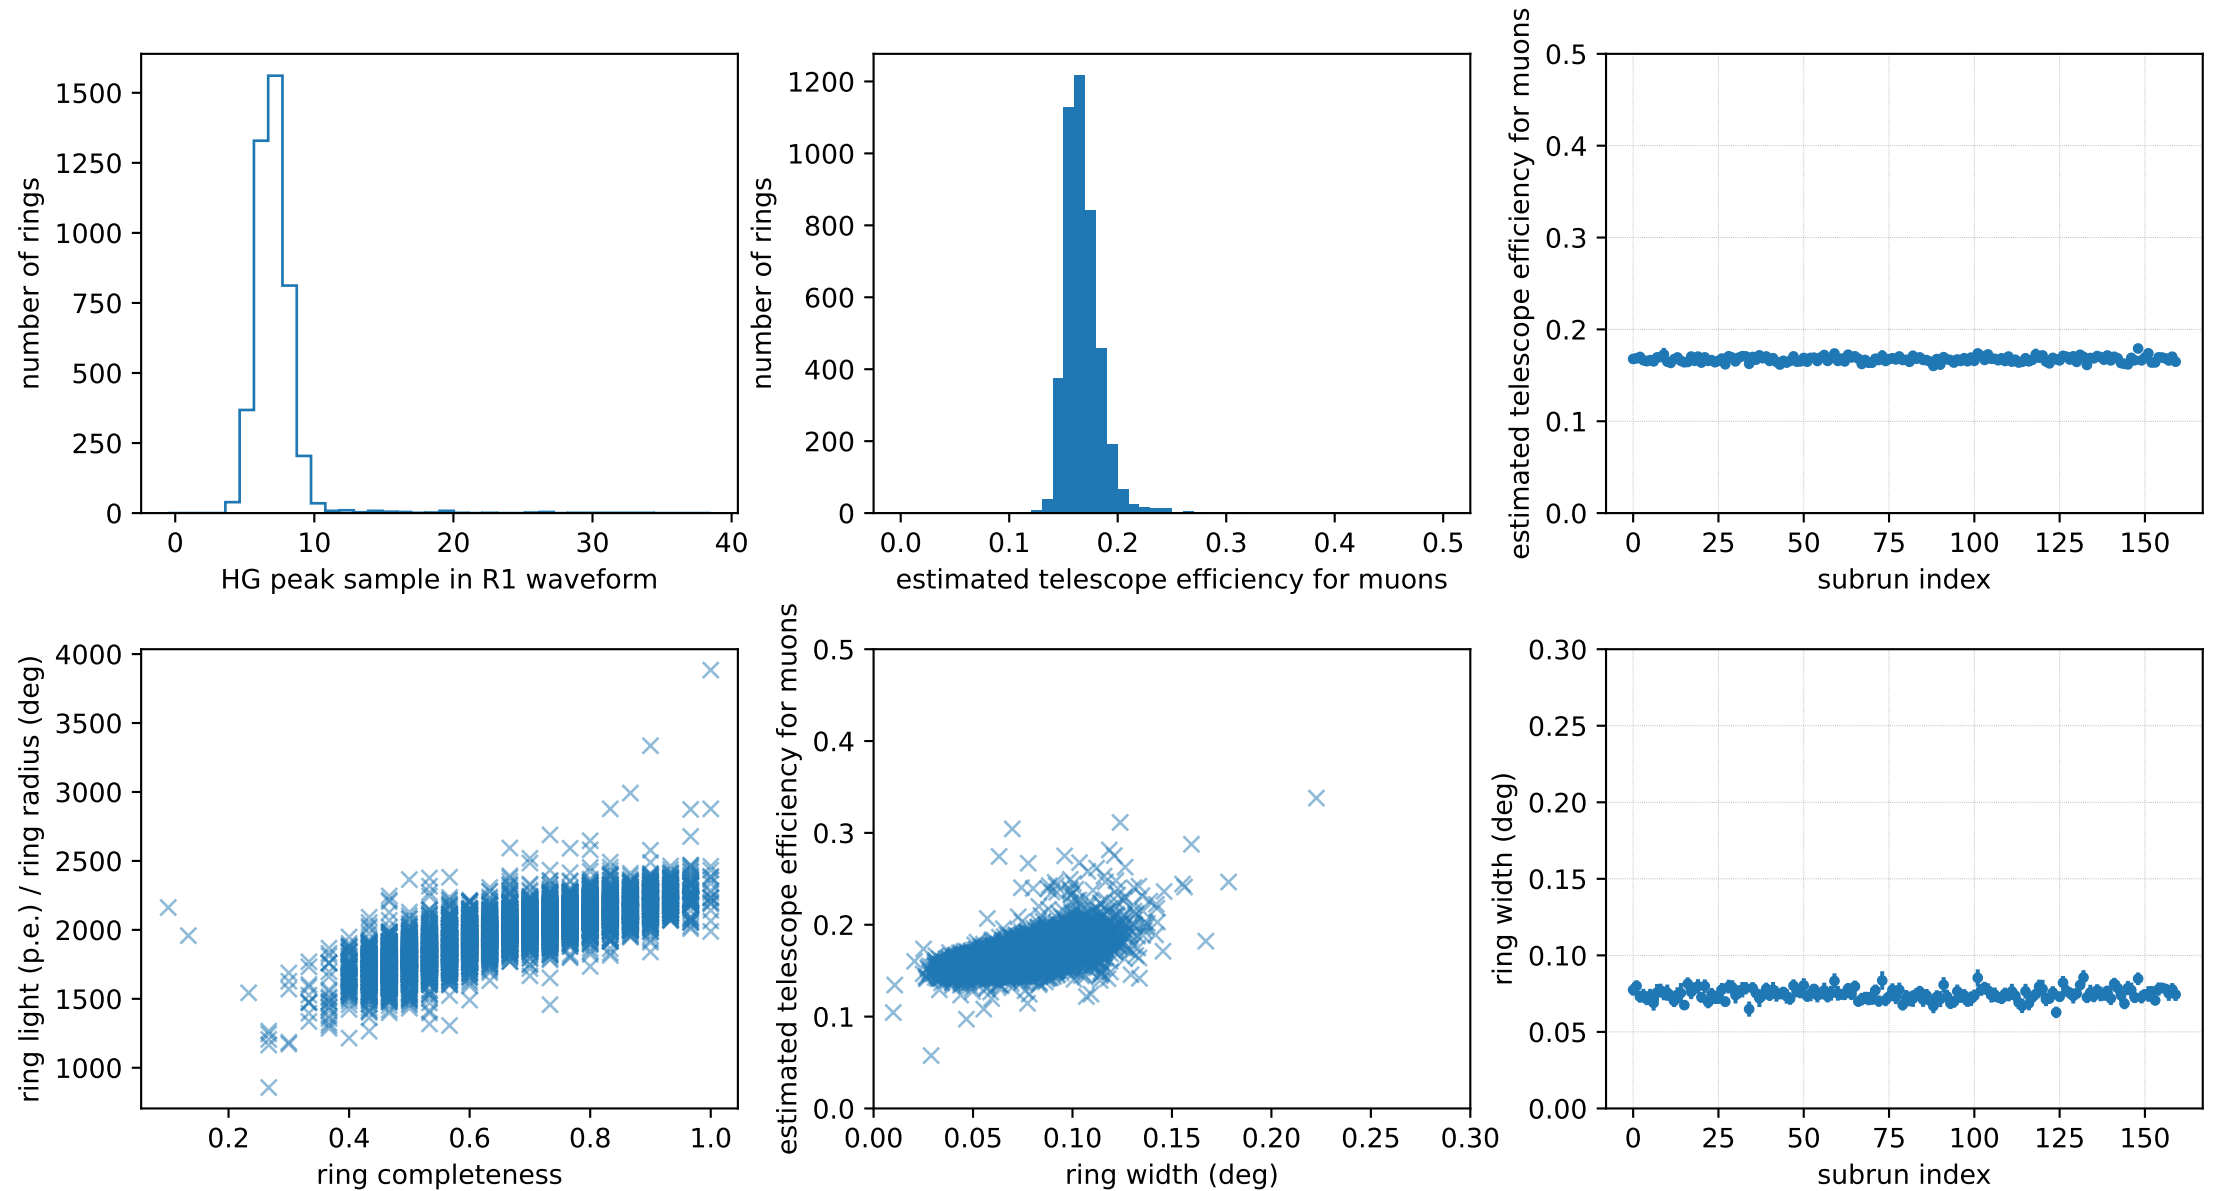 number of rings
1500
1250
1000
750
500
250
0
0 10 20 30 40
HG peak sample in R1 waveform
number of rings
1200
1000
800
600
400
200
0
0.0 0.1 0.2 0.3 0.4 0.5
estimated telescope efficiency for muons
estimated telescope efficiency for muons
0.5
0.4
0.3
0.2
0.1
0.0
0 25 50 75 100 125 150
subrun index
ring light (p.e.) / ring radius (deg)
4000
3500
3000
2500
2000
1500
1000
0.2 0.4 0.6 0.8 1.0
ring completeness
estimated telescope efficiency for muons
0.5
0.4
0.3
0.2
0.1
0.0
0.00 0.05 0.10 0.15 0.20 0.25 0.30
ring width (deg)
ring width (deg)
0.30
0.25
0.20
0.15
0.10
0.05
0.00
0 25 50 75 100 125 150
subrun index